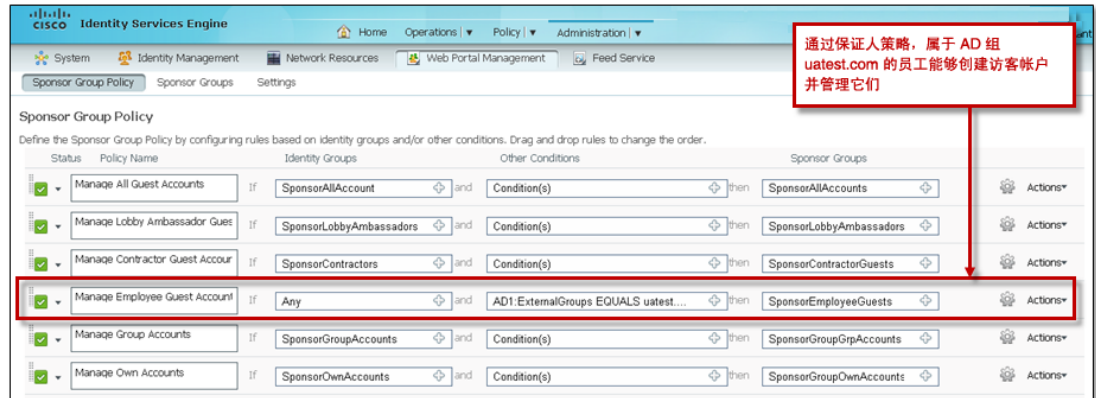 CISCO Identity Services Engine
Home Operations Policy Administration
System Identity Management Network Resources Web Portal Management Feed Service
Sponsor Group Policy Sponsor Groups Settings
通过保证人策略，属于 AD 组
uatest.com 的员工能够创建访客帐户
并管理它们
Sponsor Group Policy
Define the Sponsor Group Policy by configuring rules based on identity groups and/or other conditions. Drag and drop rules to change the order.
Status Policy Name Identity Groups Other Conditions Sponsor Groups
Manage All Guest Accounts If SponsorAllAccount and Condition(s) then SponsorAllAccounts Actions
Manage Lobby Ambassador Gues If SponsorLobbyAmbassadors and Condition(s) then SponsorLobbyAmbassadors Actions
Manage Contractor Guest Accour If SponsorContractors and Condition(s) then SponsorContractorGuests Actions
Manage Employee Guest Account If Any and AD1:ExternalGroups EQUALS uatest.... then SponsorEmployeeGuests Actions
Manage Group Accounts If SponsorGroupAccounts and Condition(s) then SponsorGroupGrpAccounts Actions
Manage Own Accounts If SponsorOwnAccounts and Condition(s) then SponsorGroupOwnAccounts Actions